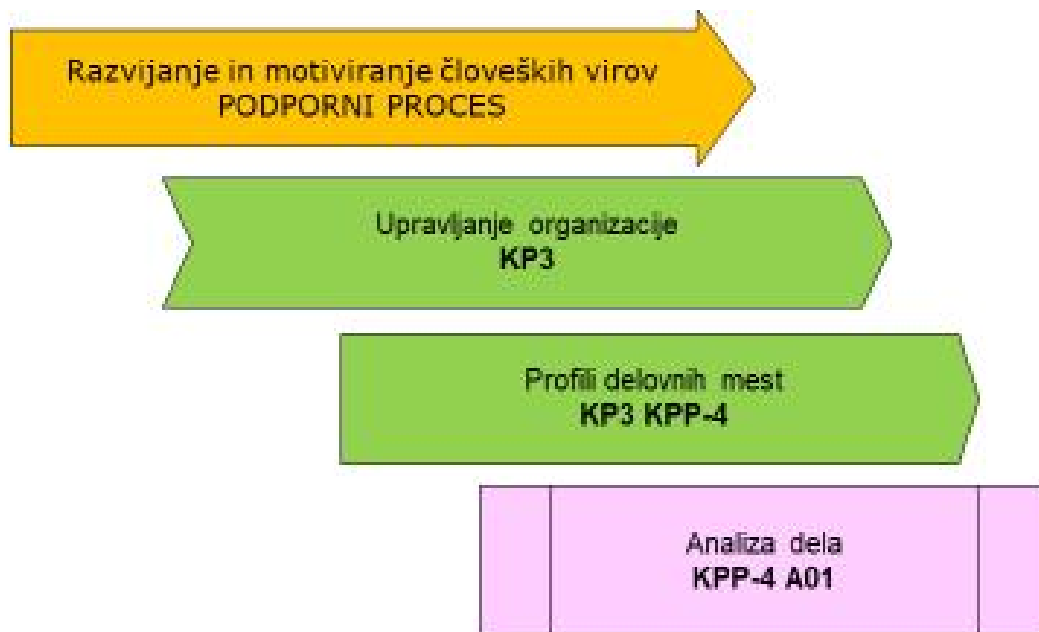 Razvijanje in motiviranje človeških virov
PODPORNI PROCES
Upravljanje organizacije
KP3
Profili delovnih mest
KP3 KPP-4
Analiza dela
KPP-4 A01